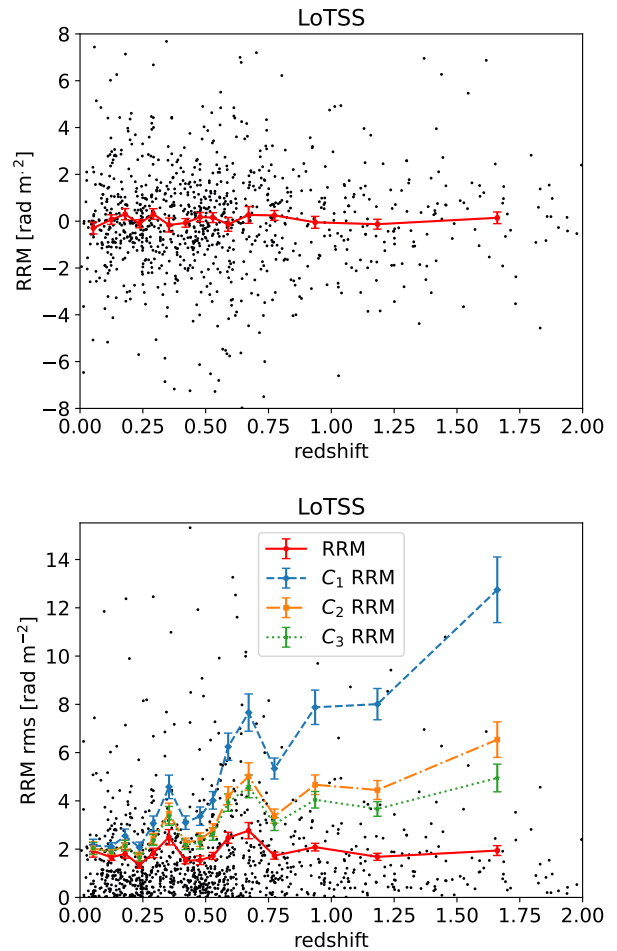 LoTSS
8
6
4
2
0
−2
−4
−6
−8
RRM [rad m⁻²]
0.00 0.25 0.50 0.75 1.00 1.25 1.50 1.75 2.00
redshift
LoTSS
14
12
10
8
6
4
2
0
RRM rms [rad m⁻²]
RRM
C₁ RRM
C₂ RRM
C₃ RRM
0.00 0.25 0.50 0.75 1.00 1.25 1.50 1.75 2.00
redshift